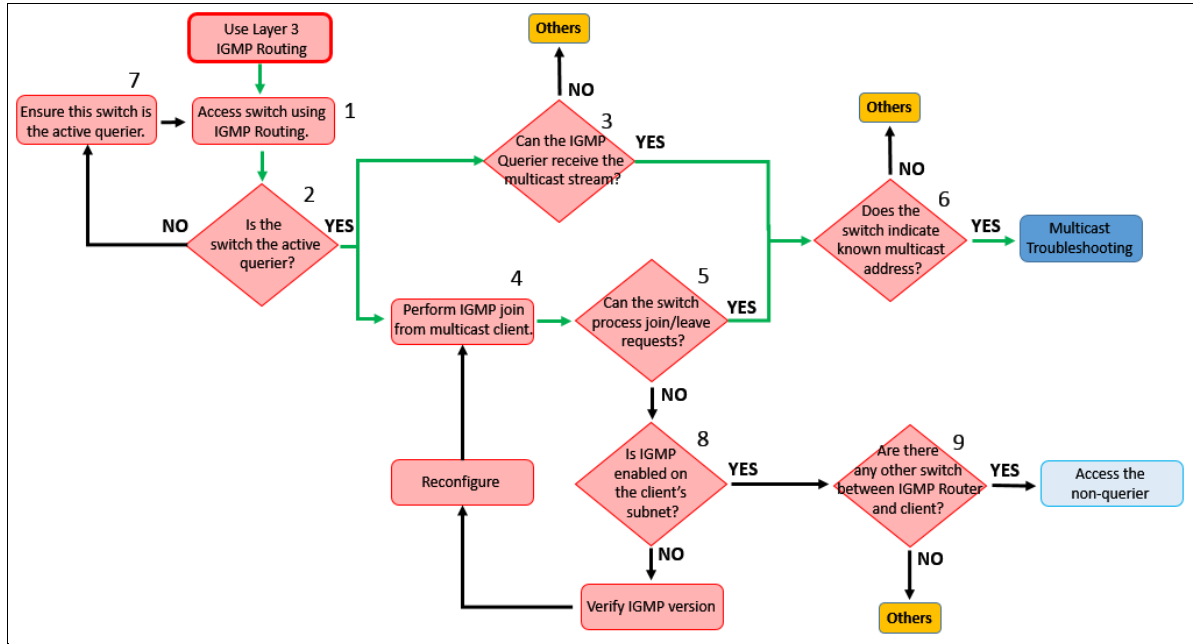 Use Layer 3
IGMP Routing
7
Ensure this switch is
the active querier.
Access switch using
IGMP Routing.
1
2
Is the
switch the active
querier?
NO
YES
Others
NO
3
Can the IGMP
Querier receive the
multicast stream?
YES
4
Perform IGMP join
from multicast client.
5
Can the switch
process join/leave
requests?
YES
NO
Others
NO
6
Does the
switch indicate
known multicast
address?
YES
Multicast
Troubleshooting
8
Is IGMP
enabled on
the client's
subnet?
YES
NO
Reconfigure
Verify IGMP version
9
Are there
any other switch
between IGMP Router
and client?
YES
Access the
non-querier
NO
Others